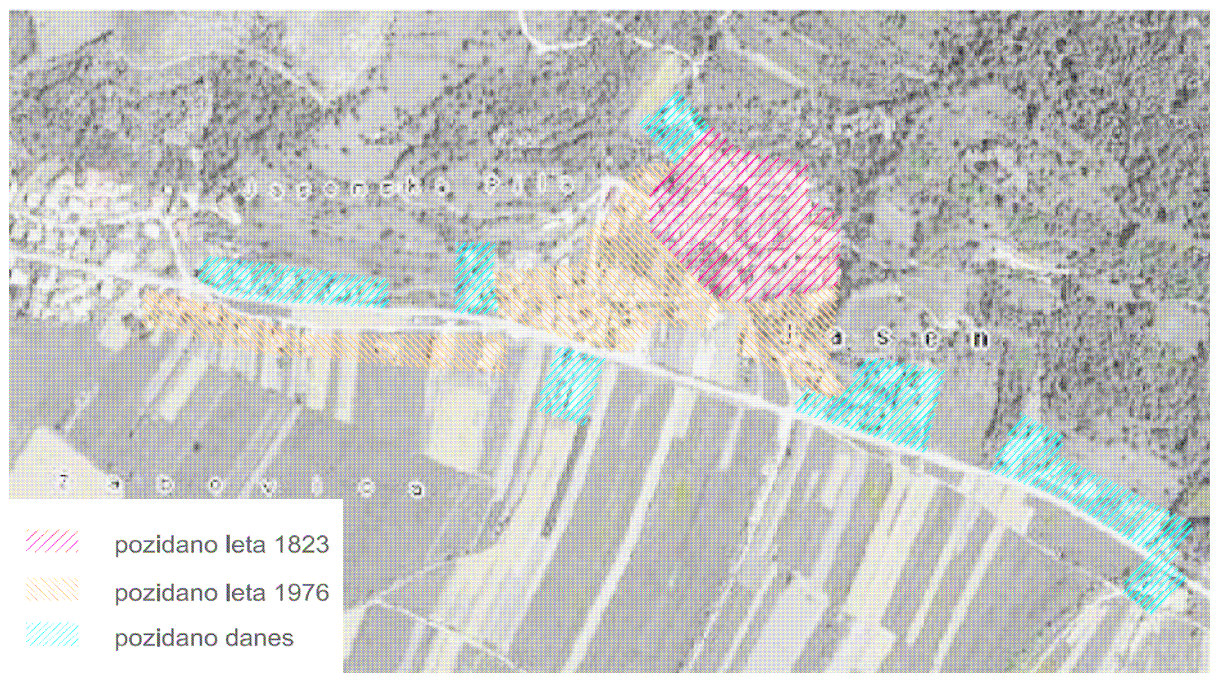 J a s e n
Z a b o v i c a
pozidano leta 1823
pozidano leta 1976
pozidano danes